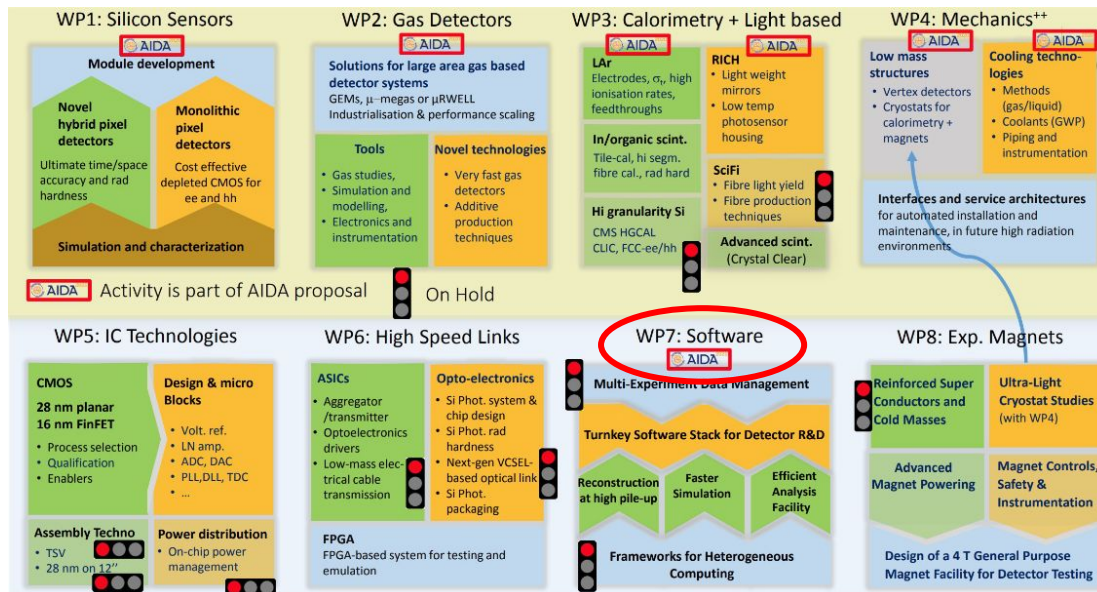 WP1: Silicon Sensors
AIDA
Module development
Novel
hybrid pixel
detectors
Ultimate time/space
accuracy and rad
hardness
Monolithic
pixel
detectors
Cost effective
depleted CMOS for
ee and hh
Simulation and characterization
WP2: Gas Detectors
AIDA
Solutions for large area gas based
detector systems
GEMs, μ–megas or μRWELL
Industrialisation & performance scaling
Tools
• Gas studies,
• Simulation and
modelling,
• Electronics and
instrumentation
Novel technologies
• Very fast gas
detectors
• Additive
production
techniques
WP3: Calorimetry + Light based
AIDA
LAr
Electrodes, σt, high
ionisation rates,
feedthroughs
In/organic scint.
Tile-cal, hi segm.
fibre cal., rad hard
Hi granularity Si
CMS HGCAL
CLIC, FCC-ee/hh
AIDA
RICH
• Light weight
mirrors
• Low temp
photosensor
housing
SciFi
• Fibre light yield
• Fibre production
techniques
Advanced scint.
(Crystal Clear)
WP4: Mechanics++
AIDA
Low mass
structures
• Vertex detectors
• Cryostats for
calorimetry +
magnets
AIDA
Cooling techno-
logies
• Methods
(gas/liquid)
• Coolants (GWP)
• Piping and
instrumentation
Interfaces and service architectures
for automated installation and
maintenance, in future high radiation
environments
AIDA Activity is part of AIDA proposal
On Hold
WP5: IC Technologies
CMOS
28 nm planar
16 nm FinFET
• Process selection
• Qualification
• Enablers
Design & micro
Blocks
• Volt. ref.
• LN amp.
• ADC, DAC
• PLL,DLL, TDC
• ...
Assembly Techno
• TSV
• 28 nm on 12’’
Power distribution
• On-chip power
management
WP6: High Speed Links
ASICs
• Aggregator
/transmitter
• Optoelectronics
drivers
• Low-mass elec-
trical cable
transmission
Opto-electronics
• Si Phot. system &
chip design
• Si Phot. rad
hardness
• Next-gen VCSEL-
based optical link
• Si Phot.
packaging
FPGA
FPGA-based system for testing and
emulation
WP7: Software
AIDA
Multi-Experiment Data Management
Turnkey Software Stack for Detector R&D
Reconstruction
at high pile-up
Faster
Simulation
Efficient
Analysis
Facility
Frameworks for Heterogeneous
Computing
WP8: Exp. Magnets
Reinforced Super
Conductors and
Cold Masses
Ultra-Light
Cryostat Studies
(with WP4)
Advanced
Magnet Powering
Magnet Controls,
Safety &
Instrumentation
Design of a 4 T General Purpose
Magnet Facility for Detector Testing